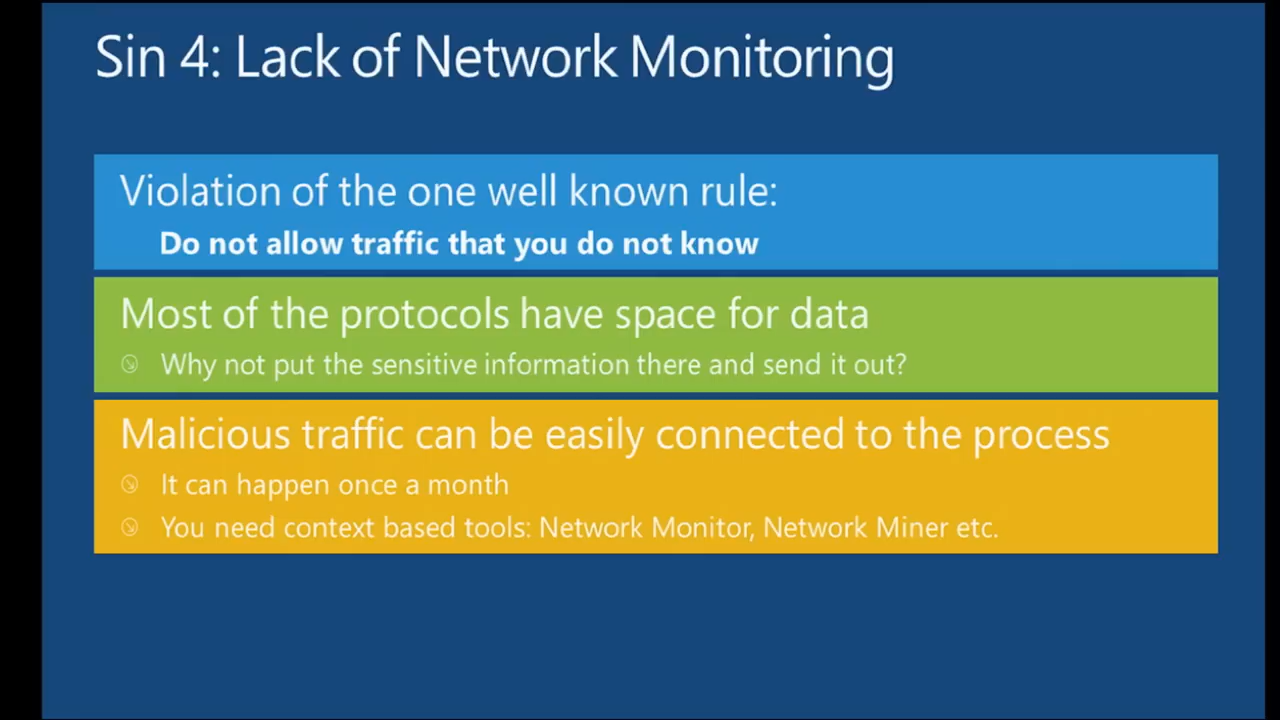 Sin 4: Lack of Network Monitoring
Violation of the one well known rule:
Do not allow traffic that you do not know
Most of the protocols have space for data
Why not put the sensitive information there and send it out?
Malicious traffic can be easily connected to the process
It can happen once a month
You need context based tools: Network Monitor, Network Miner etc.